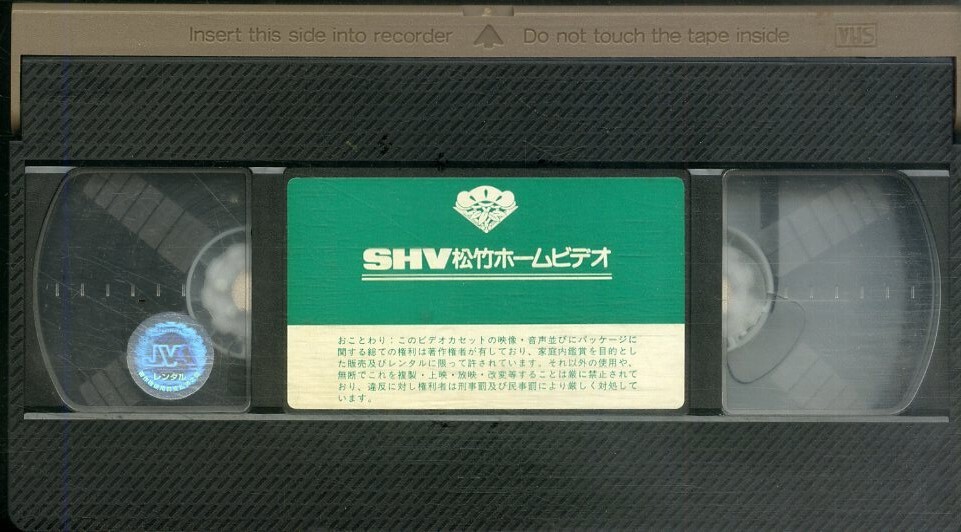 Insert this side into recorder Do not touch the tape inside VHS
SHV松竹ホームビデオ
おことわり：このビデオカセットの映像・音声並びにパッケージに
関する総ての権利は著作権者が有しており、家庭内鑑賞を目的とし
た販売及びレンタルに限って許されています。それ以外の使用や、
無断でこれを複製・上映・放映・改変等することは厳に禁止されて
おり、違反に対し権利者は刑事罰及び民事罰により厳しく対処して
います。
レンタル